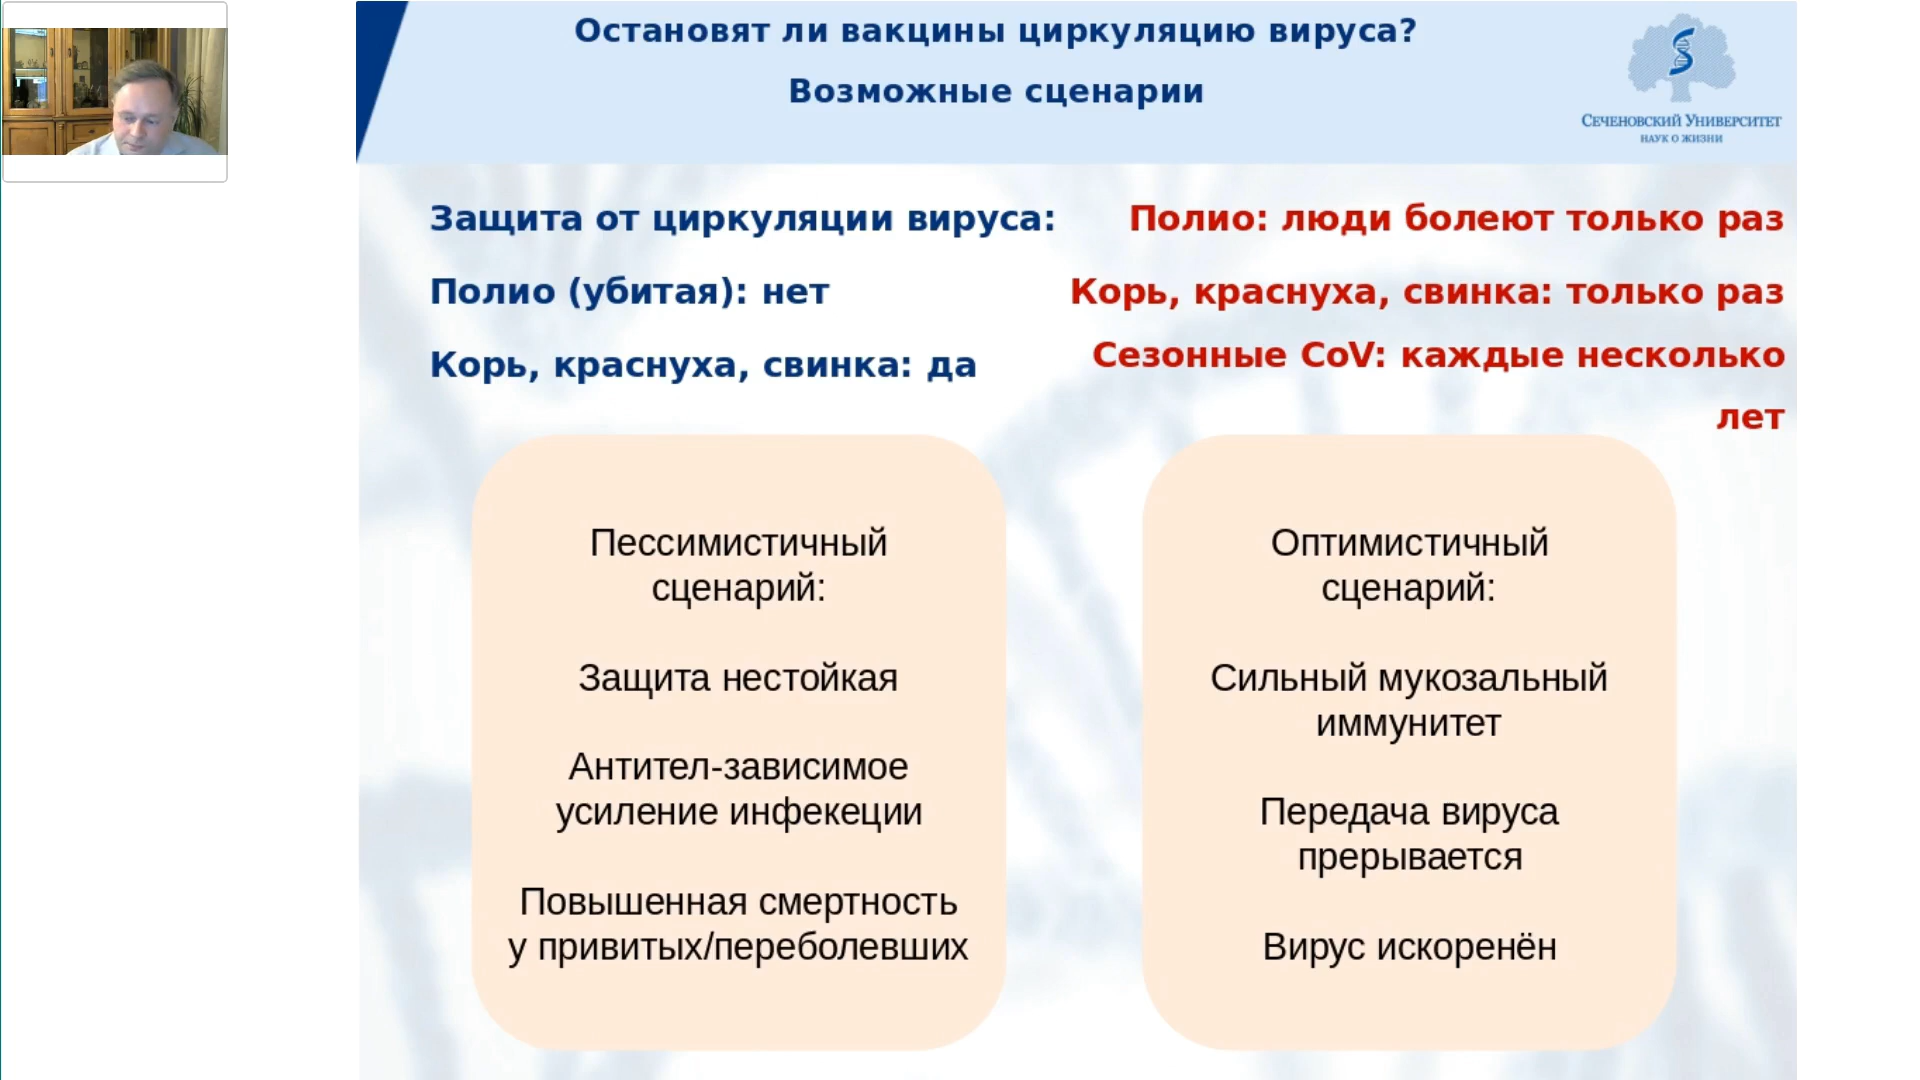 Остановят ли вакцины циркуляцию вируса?
Возможные сценарии
Сеченовский Университет
наук о жизни
Защита от циркуляции вируса:
Полио (убитая): нет
Корь, краснуха, свинка: да
Полио: люди болеют только раз
Корь, краснуха, свинка: только раз
Сезонные CoV: каждые несколько
лет
Пессимистичный
сценарий:
Защита нестойкая
Антител-зависимое
усиление инфекеции
Повышенная смертность
у привитых/переболевших
Оптимистичный
сценарий:
Сильный мукозальный
иммунитет
Передача вируса
прерывается
Вирус искоренён